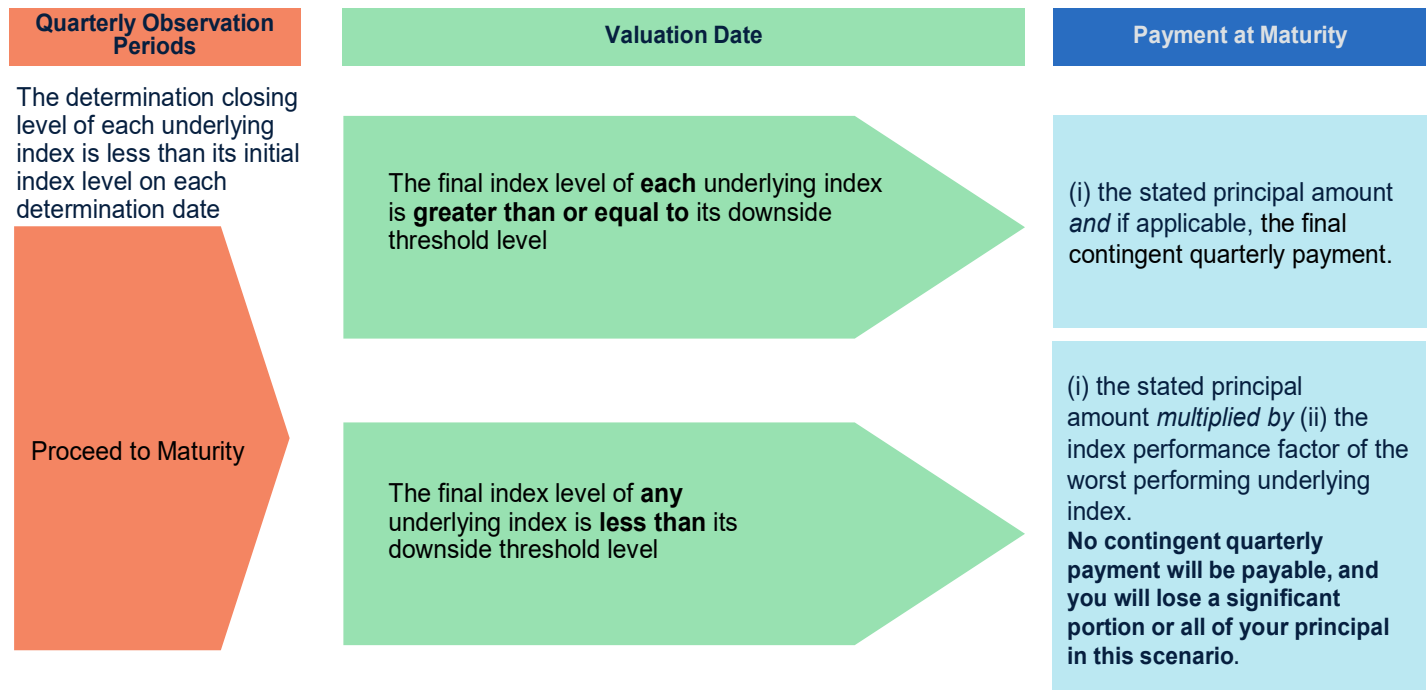 Quarterly Observation
Periods
The determination closing
level of each underlying
index is less than its initial
index level on each
determination date
Proceed to Maturity
Valuation Date
The final index level of each underlying index
is greater than or equal to its downside
threshold level
The final index level of any
underlying index is less than its
downside threshold level
Payment at Maturity
(i) the stated principal amount
and if applicable, the final
contingent quarterly payment.
(i) the stated principal
amount multiplied by (ii) the
index performance factor of the
worst performing underlying
index.
No contingent quarterly
payment will be payable, and
you will lose a significant
portion or all of your principal
in this scenario.